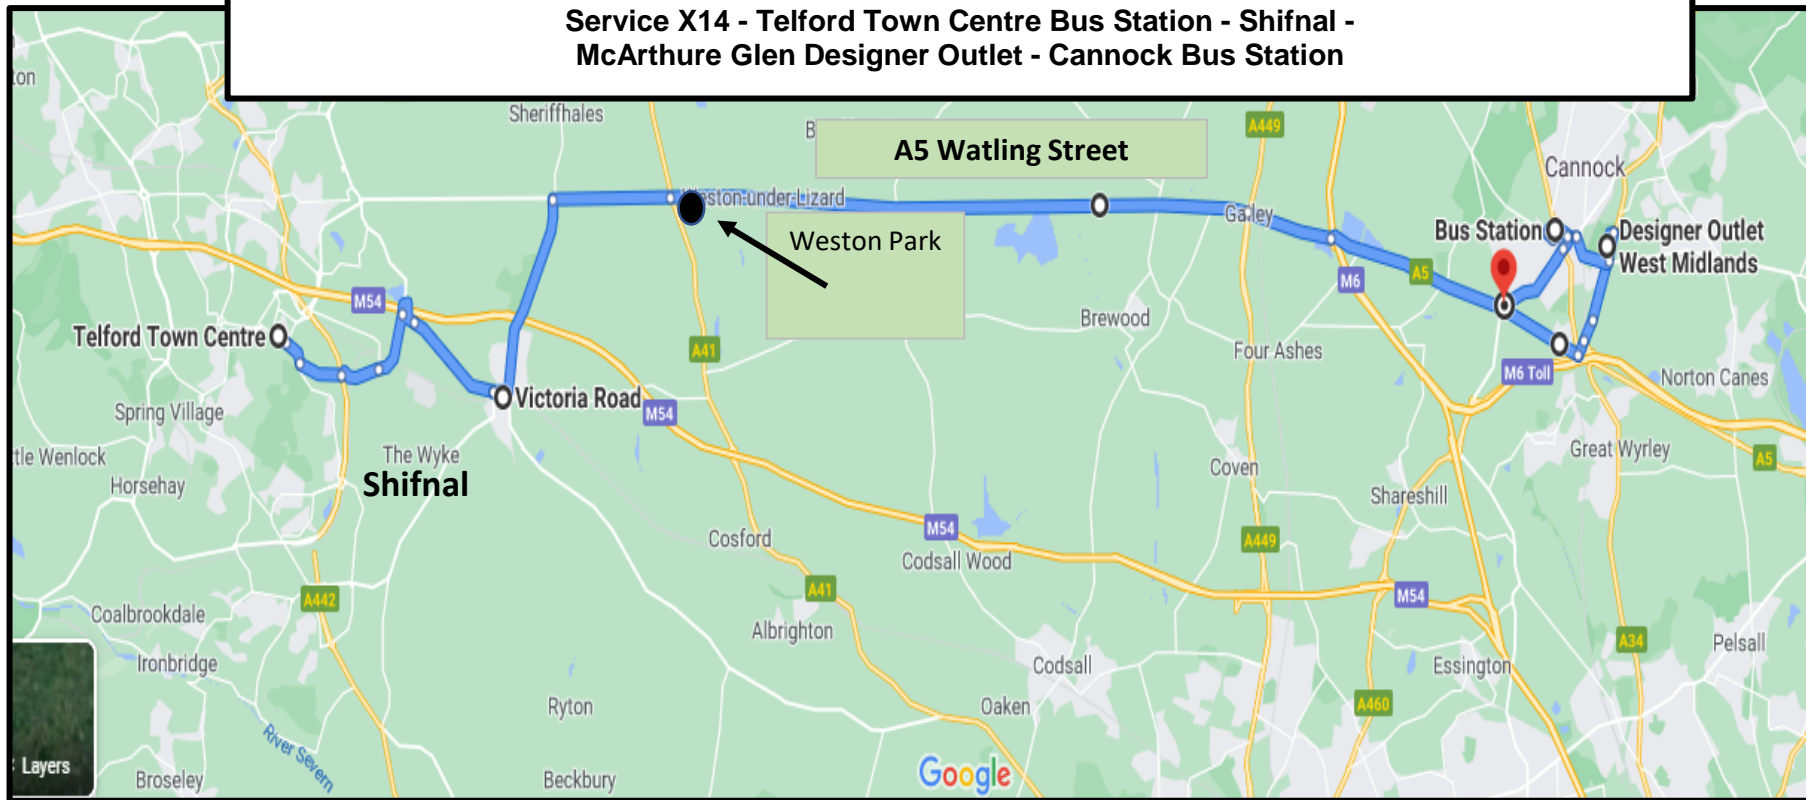 Service X14 - Telford Town Centre Bus Station - Shifnal -
McArthure Glen Designer Outlet - Cannock Bus Station
Sheriffhales
A5 Watling Street
A449
Cannock
Weston Park
Gailey
Bus Station
Designer Outlet
West Midlands
M54
A5
M6
Telford Town Centre
Brewood
A41
Four Ashes
M6 Toll
Norton Canes
Victoria Road
M54
Spring Village
The Wyke
Shifnal
Horsehay
Great Wyrley
A5
Coven
Shareshill
M54
Cosford
Codsall Wood
A449
A442
A41
M54
Coalbrookdale
Albrighton
Ironbridge
Codsall
Essington
A34
Pelsall
Ryton
Oaken
A460
River Severn
Layers
Broseley
Beckbury
Google